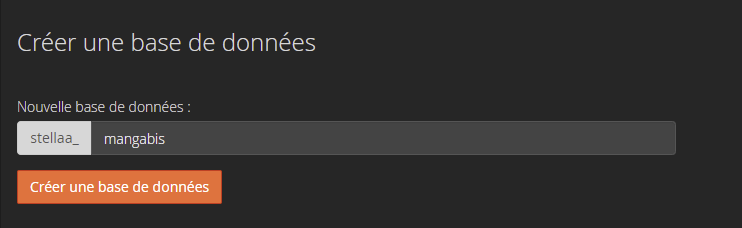 Créer une base de données
Nouvelle base de données :
stellaa_ mangabis
Créer une base de données